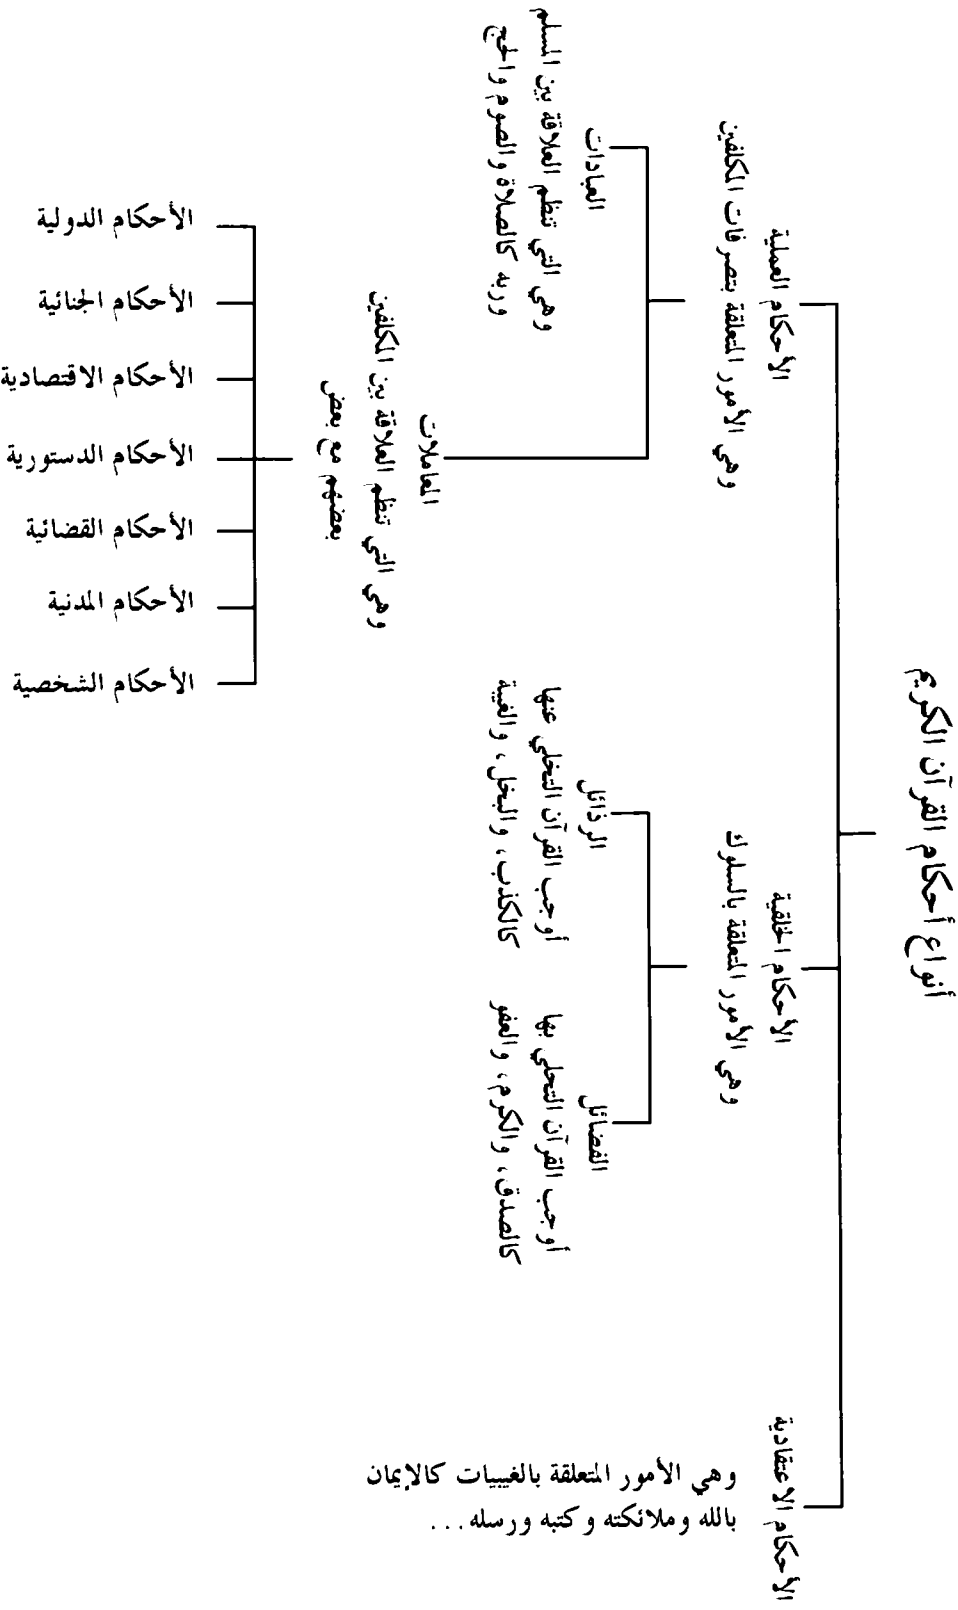 أنواع أحكام القرآن الكريم
الأحكام الاعتقادية
وهي الأمور المتعلقة بالغيبيات كالإيمان
بالله وملائكته وكتبه ورسله...
الأحكام الخلقية
وهي الأمور المتعلقة بالسلوك
الفضائل
أوجب القرآن التحلي بها
كالصدق، والكرم، والعفو
الرذائل
أوجب القرآن التخلي عنها
كالكذب، والبخل، والغيبة
الأحكام العملية
وهي الأمور المتعلقة بتصرفات المكلفين
العبادات
وهي التي تنظم العلاقة بين المسلم
وربه كالصلاة والصوم والحج
المعاملات
وهي التي تنظم العلاقة بين المكلفين
بعضهم مع بعض
الأحكام الشخصية
الأحكام المدنية
الأحكام القضائية
الأحكام الدستورية
الأحكام الاقتصادية
الأحكام الجنائية
الأحكام الدولية